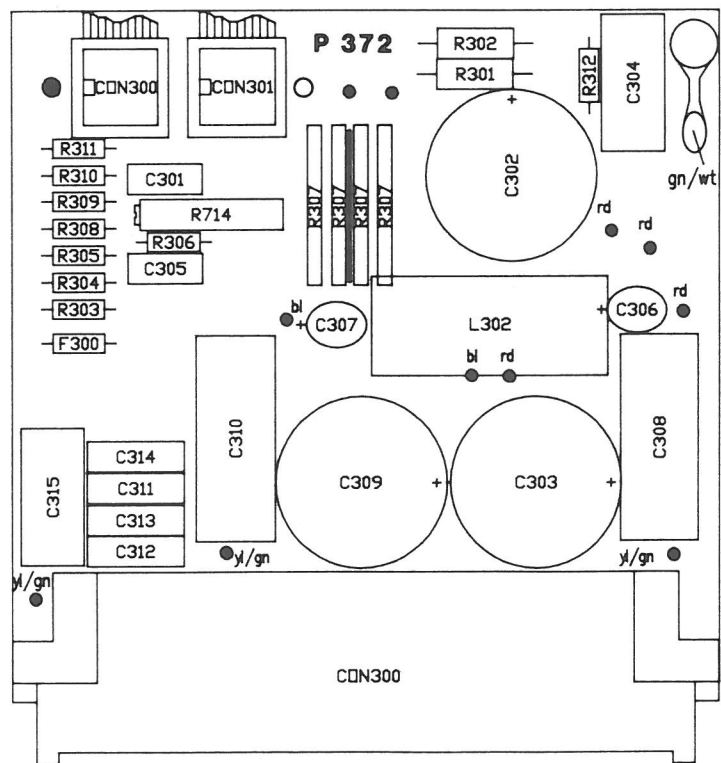 P 372
R302
R301
R312
C304
CON300
CON301
C302
gn/wt
R311
R310
R309
R308
R305
R304
R303
F300
C301
R714
R306
C305
R307
R307
R307
R307
rd
rd
rd
bl
+
C307
L302
+
C306
bl
rd
+
C310
C309
+
C303
+
C308
C315
C314
C311
C313
C312
yl/gn
yl/gn
yl/gn
CON300